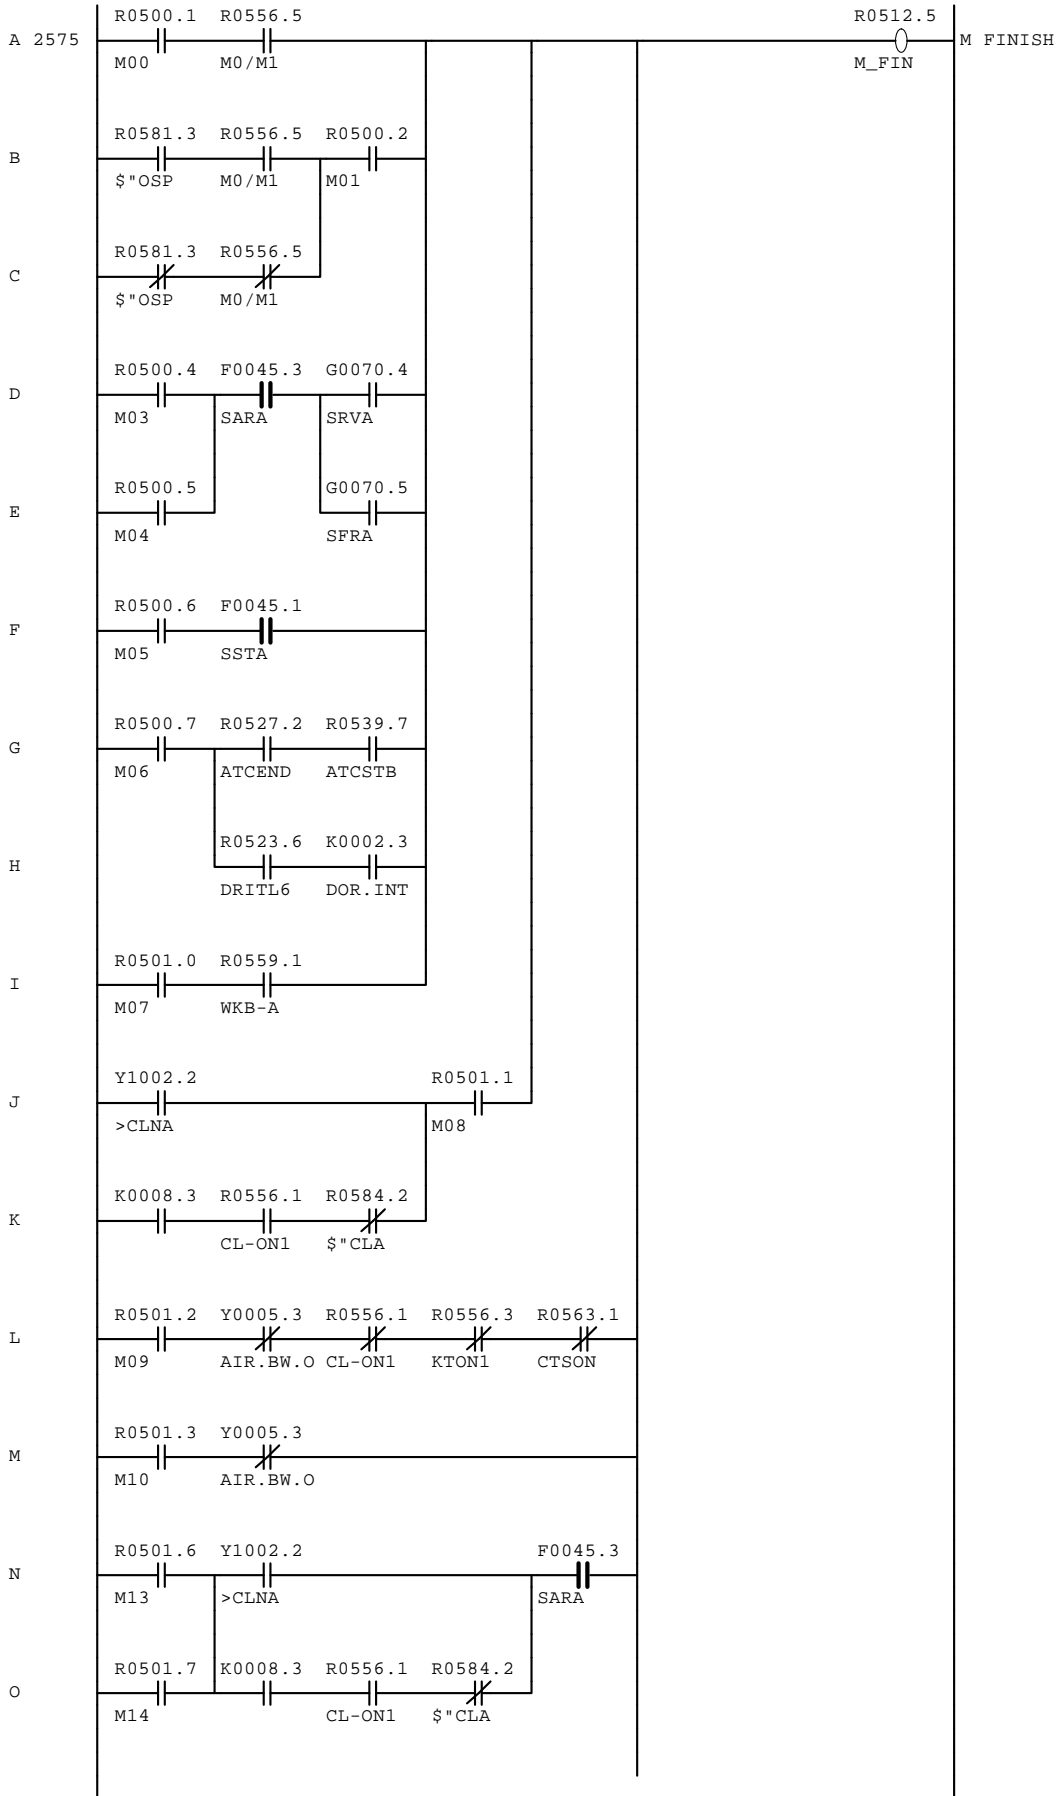 R0500.1 R0556.5 R0512.5
A 2575 M FINISH
M00 M0/M1 M_FIN
R0581.3 R0556.5 R0500.2
B
$"OSP M0/M1 M01
R0581.3 R0556.5
C
$"OSP M0/M1
R0500.4 F0045.3 G0070.4
D
M03 SARA SRVA
R0500.5 G0070.5
E
M04 SFRA
R0500.6 F0045.1
F
M05 SSTA
R0500.7 R0527.2 R0539.7
G
M06 ATCEND ATCSTB
R0523.6 K0002.3
H
DRITL6 DOR.INT
R0501.0 R0559.1
I
M07 WKB-A
Y1002.2 R0501.1
J
>CLNA M08
K0008.3 R0556.1 R0584.2
K
CL-ON1 $"CLA
R0501.2 Y0005.3 R0556.1 R0556.3 R0563.1
L
M09 AIR.BW.O CL-ON1 KTON1 CTSON
R0501.3 Y0005.3
M
M10 AIR.BW.O
R0501.6 Y1002.2 F0045.3
N
M13 >CLNA SARA
R0501.7 K0008.3 R0556.1 R0584.2
O
M14 CL-ON1 $"CLA